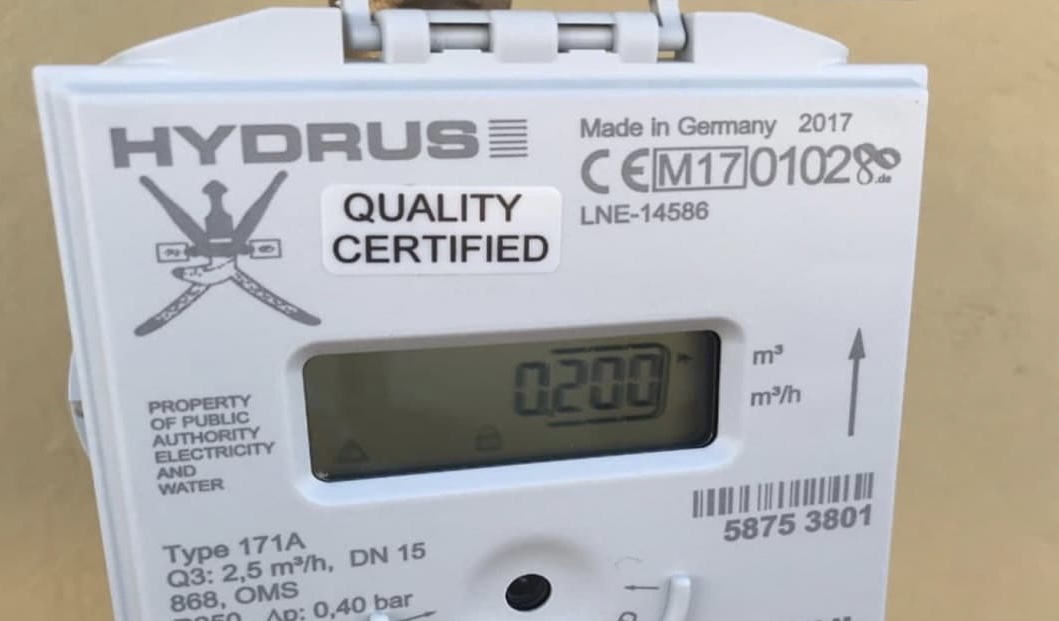 HYDRUS
Made in Germany 2017
CE M17 0102
LNE-14586
QUALITY
CERTIFIED
0.200
m³
m³/h
PROPERTY
OF PUBLIC
AUTHORITY
ELECTRICITY
AND
WATER
5875 3801
Type 171A
Q3: 2,5 m³/h, DN 15
868, OMS
Δp: 0,40 bar